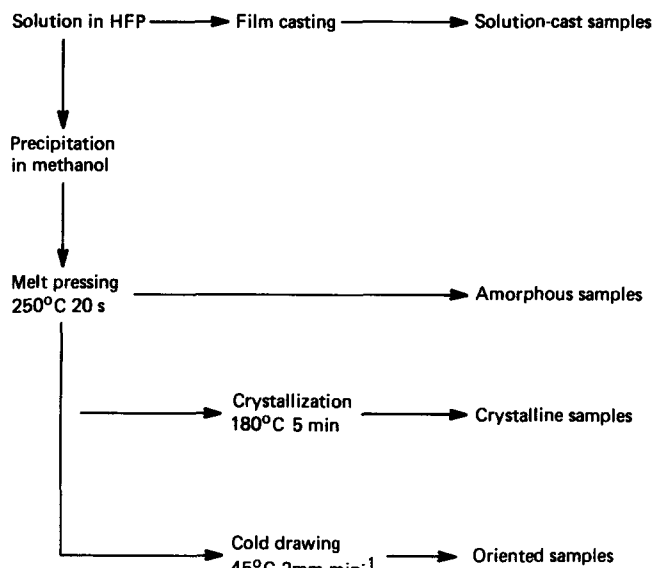 Solution in HFP
Film casting
Solution-cast samples
Precipitation
in methanol
Melt pressing
250°C 20 s
Amorphous samples
Crystallization
180°C 5 min
Crystalline samples
Cold drawing
45°C 2mm min⁻¹
Oriented samples